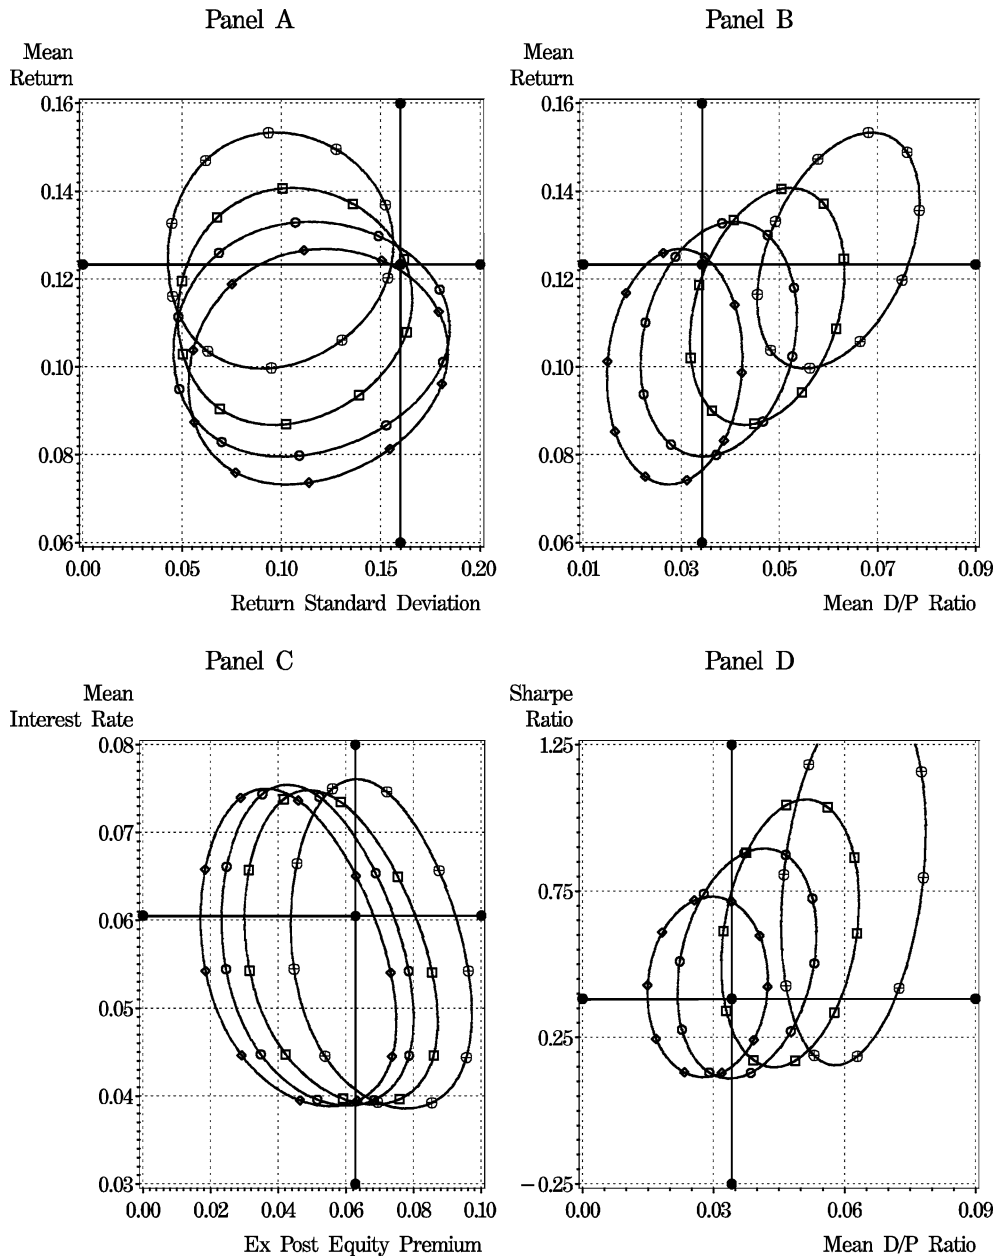 Panel A
Mean
Return
0.16
0.14
0.12
0.10
0.08
0.06
0.00 0.05 0.10 0.15 0.20
Return Standard Deviation
Panel B
Mean
Return
0.16
0.14
0.12
0.10
0.08
0.06
0.01 0.03 0.05 0.07 0.09
Mean D/P Ratio
Panel C
Mean
Interest Rate
0.08
0.07
0.06
0.05
0.04
0.03
0.00 0.02 0.04 0.06 0.08 0.10
Ex Post Equity Premium
Panel D
Sharpe
Ratio
1.25
0.75
0.25
−0.25
0.00 0.03 0.06 0.09
Mean D/P Ratio